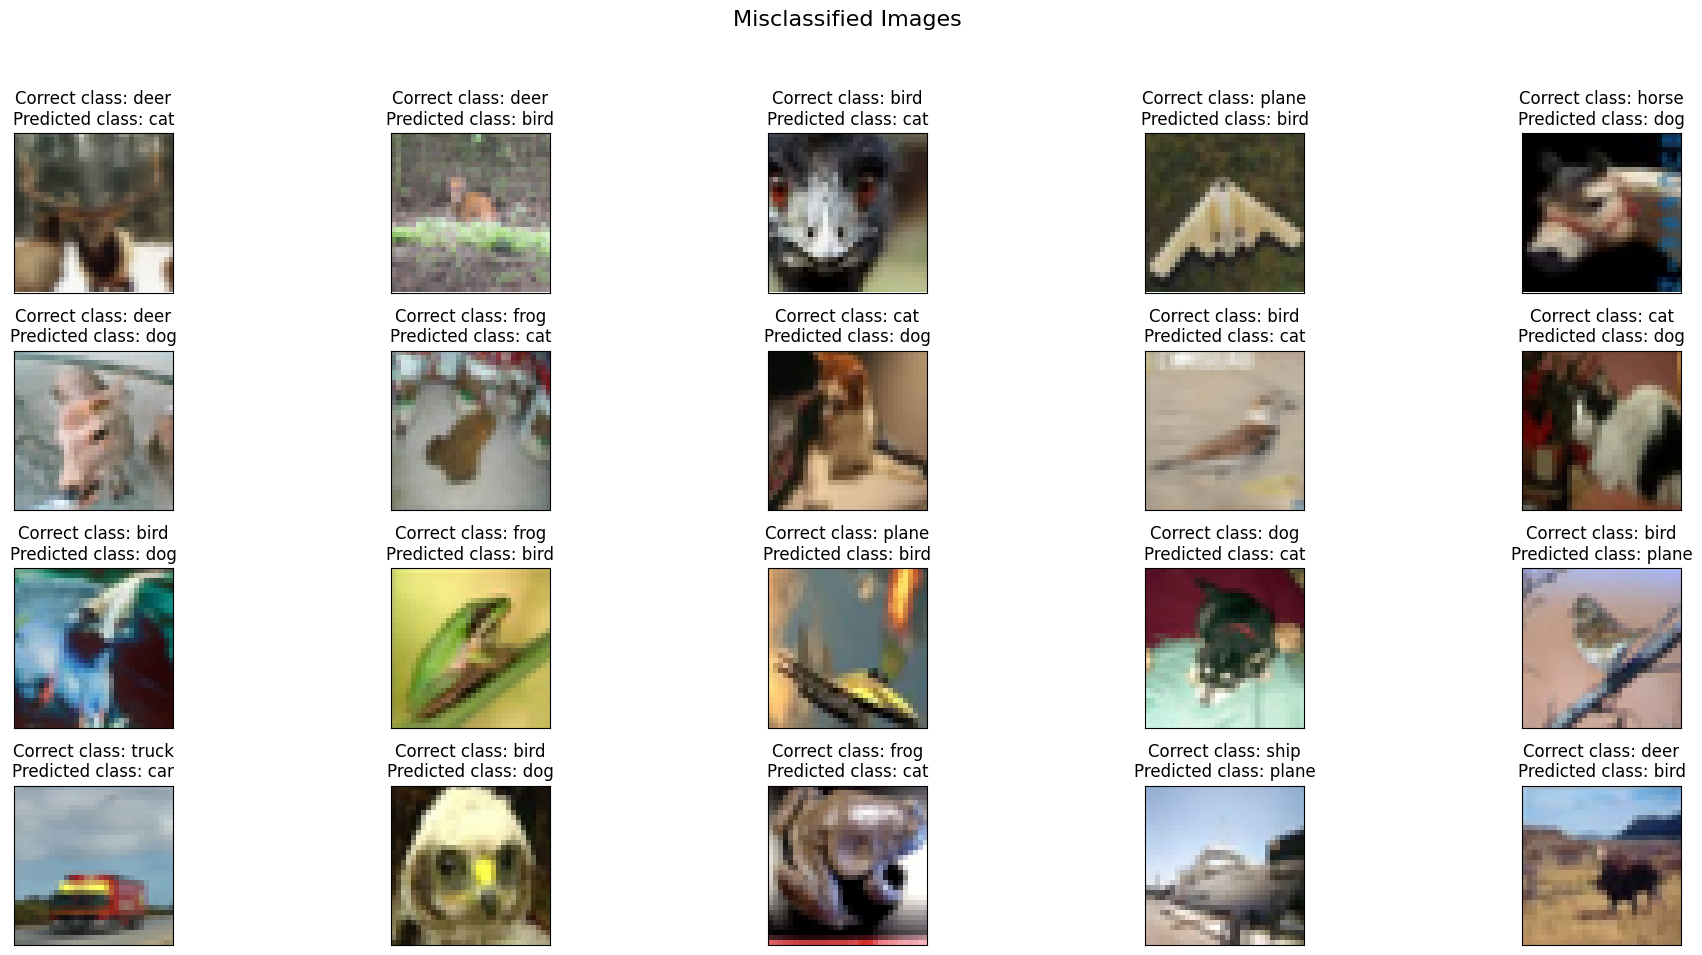 Misclassified Images
Correct class: deer
Predicted class: cat
Correct class: deer
Predicted class: bird
Correct class: bird
Predicted class: cat
Correct class: plane
Predicted class: bird
Correct class: horse
Predicted class: dog
Correct class: deer
Predicted class: dog
Correct class: frog
Predicted class: cat
Correct class: cat
Predicted class: dog
Correct class: bird
Predicted class: cat
Correct class: cat
Predicted class: dog
Correct class: bird
Predicted class: dog
Correct class: frog
Predicted class: bird
Correct class: plane
Predicted class: bird
Correct class: dog
Predicted class: cat
Correct class: bird
Predicted class: plane
Correct class: truck
Predicted class: car
Correct class: bird
Predicted class: dog
Correct class: frog
Predicted class: cat
Correct class: ship
Predicted class: plane
Correct class: deer
Predicted class: bird